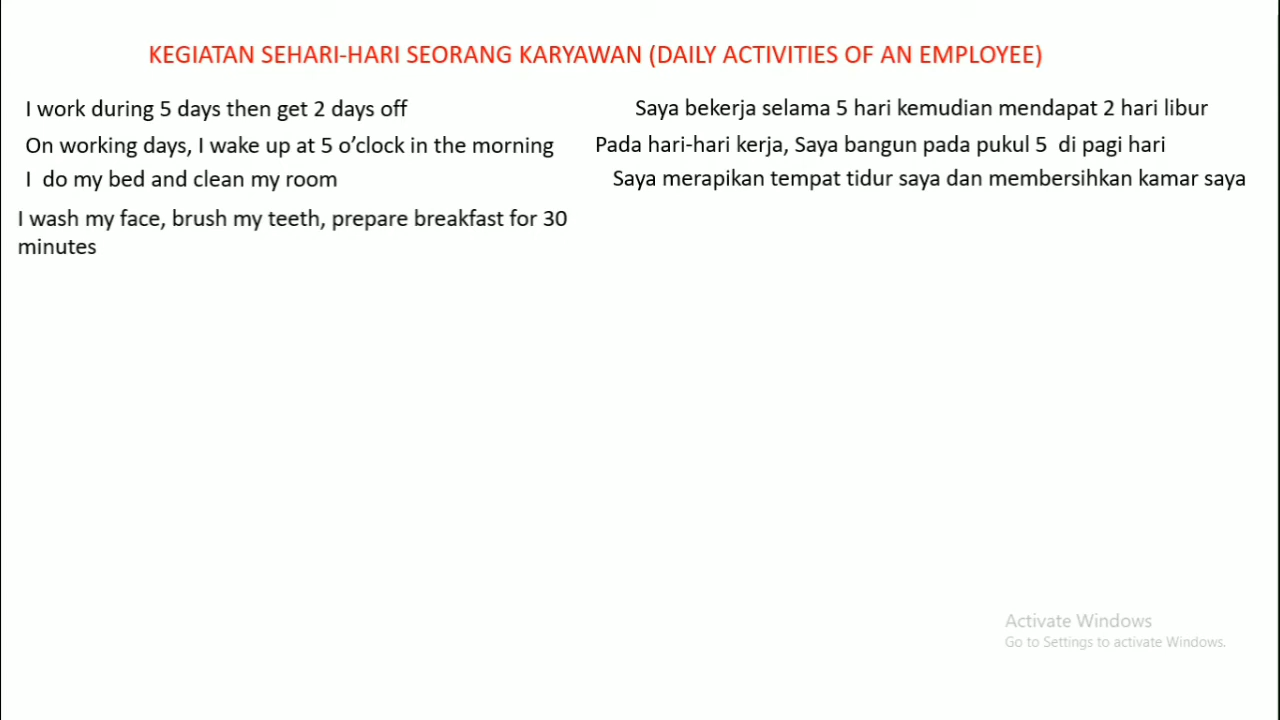 KEGIATAN SEHARI-HARI SEORANG KARYAWAN (DAILY ACTIVITIES OF AN EMPLOYEE)
I work during 5 days then get 2 days off
Saya bekerja selama 5 hari kemudian mendapat 2 hari libur
On working days, I wake up at 5 o’clock in the morning
Pada hari-hari kerja, Saya bangun pada pukul 5 di pagi hari
I do my bed and clean my room
Saya merapikan tempat tidur saya dan membersihkan kamar saya
I wash my face, brush my teeth, prepare breakfast for 30
minutes
Activate Windows
Go to Settings to activate Windows.